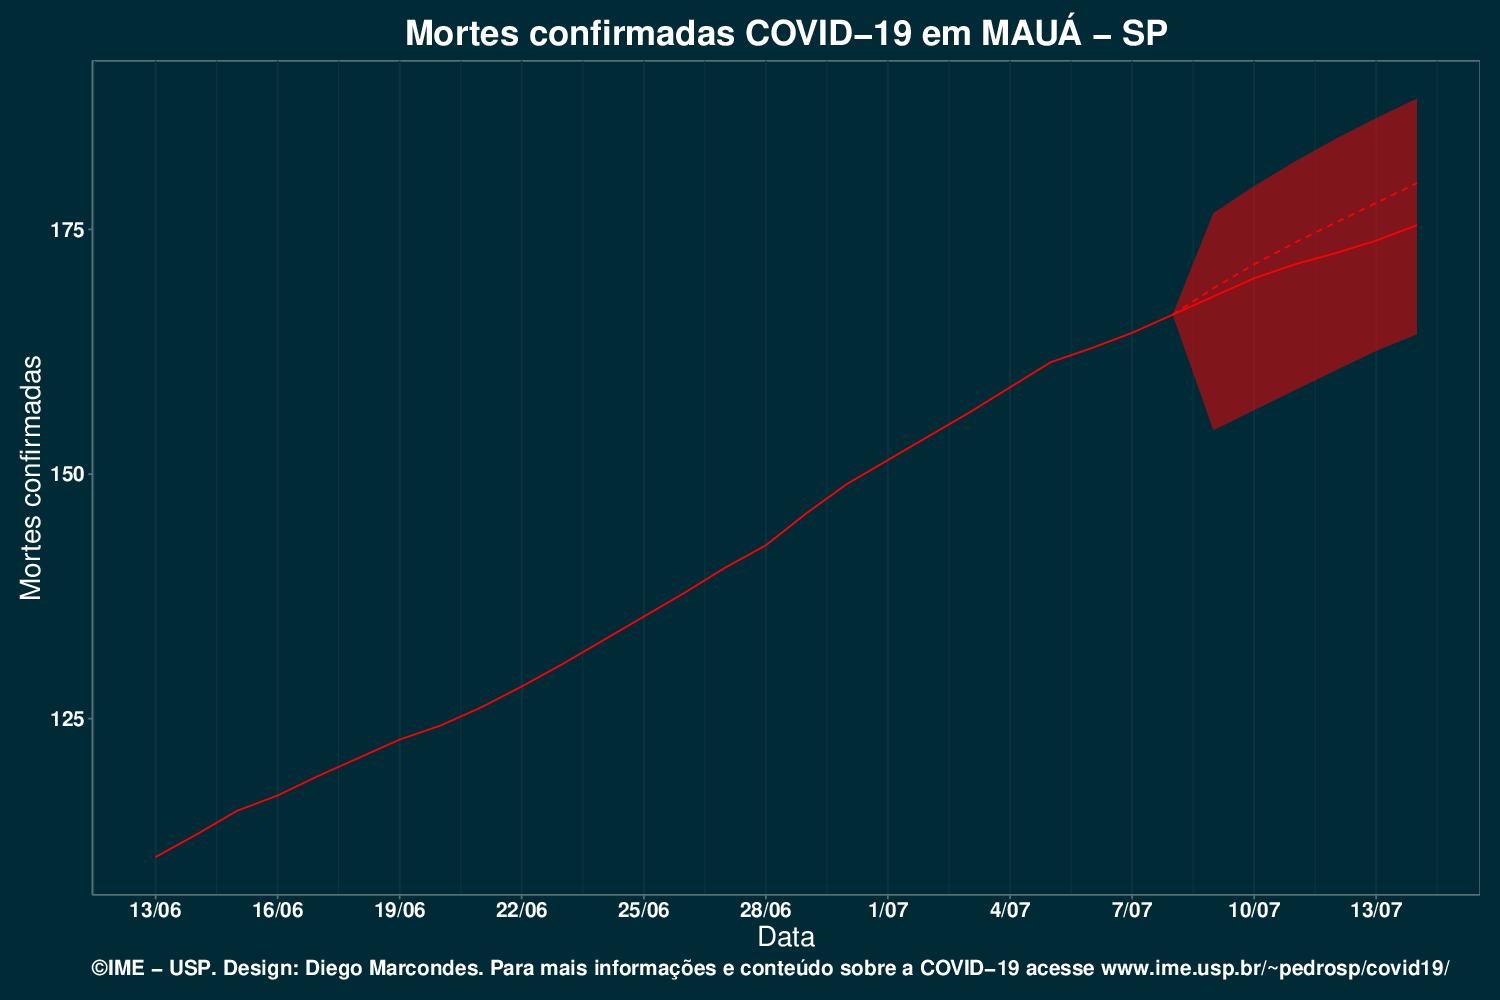 Mortes confirmadas COVID−19 em MAUÁ − SP
Mortes confirmadas
175
150
125
13/06 16/06 19/06 22/06 25/06 28/06 1/07 4/07 7/07 10/07 13/07
Data
©IME − USP. Design: Diego Marcondes. Para mais informações e conteúdo sobre a COVID−19 acesse www.ime.usp.br/~pedrosp/covid19/